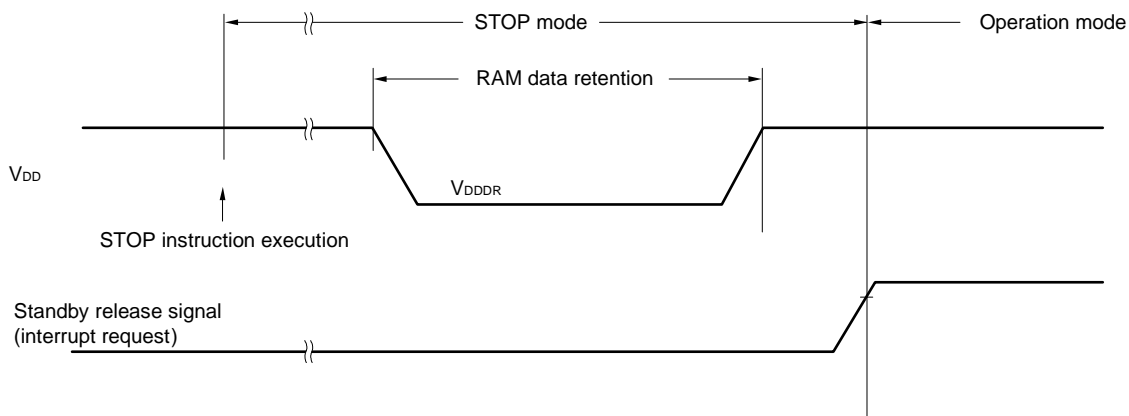 STOP mode
Operation mode
RAM data retention
VDD
VDDDR
STOP instruction execution
Standby release signal
(interrupt request)